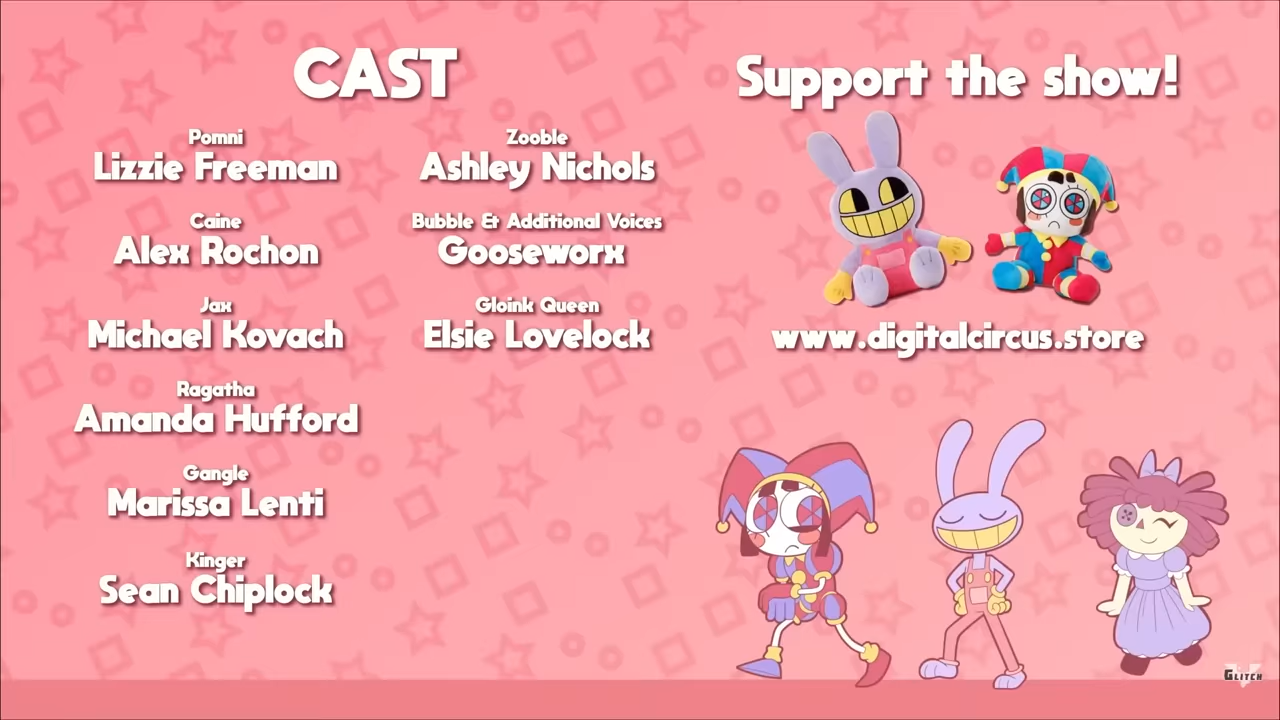 CAST
Pomni
Lizzie Freeman
Caine
Alex Rochon
Jax
Michael Kovach
Ragatha
Amanda Hufford
Gangle
Marissa Lenti
Kinger
Sean Chiplock
Zooble
Ashley Nichols
Bubble & Additional Voices
Gooseworx
Gloink Queen
Elsie Lovelock
Support the show!
www.digitalcircus.store
GLITCH